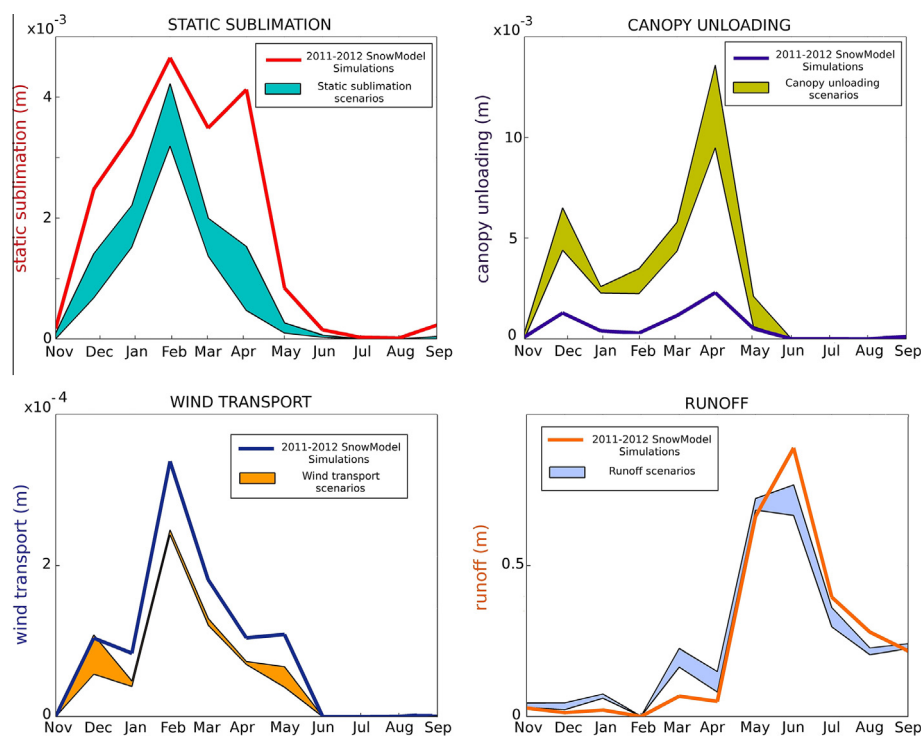 STATIC SUBLIMATION
x10⁻³
2011-2012 SnowModel
Simulations
Static sublimation
scenarios
static sublimation (m)
4
2
0
Nov Dec Jan Feb Mar Apr May Jun Jul Aug Sep
CANOPY UNLOADING
x10⁻³
2011-2012 SnowModel
Simulations
Canopy unloading
scenarios
canopy unloading (m)
10
5
0
Nov Dec Jan Feb Mar Apr May Jun Jul Aug Sep
WIND TRANSPORT
x10⁻⁴
2011-2012 SnowModel
Simulations
Wind transport
scenarios
wind transport (m)
2
0
Nov Dec Jan Feb Mar Apr May Jun Jul Aug Sep
RUNOFF
2011-2012 SnowModel
Simulations
Runoff scenarios
runoff (m)
0.5
0
Nov Dec Jan Feb Mar Apr May Jun Jul Aug Sep